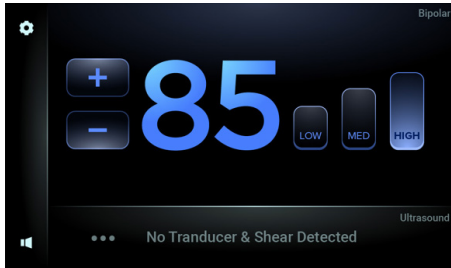 Bipolar
+
85
−
LOW MED HIGH
Ultrasound
No Tranducer & Shear Detected